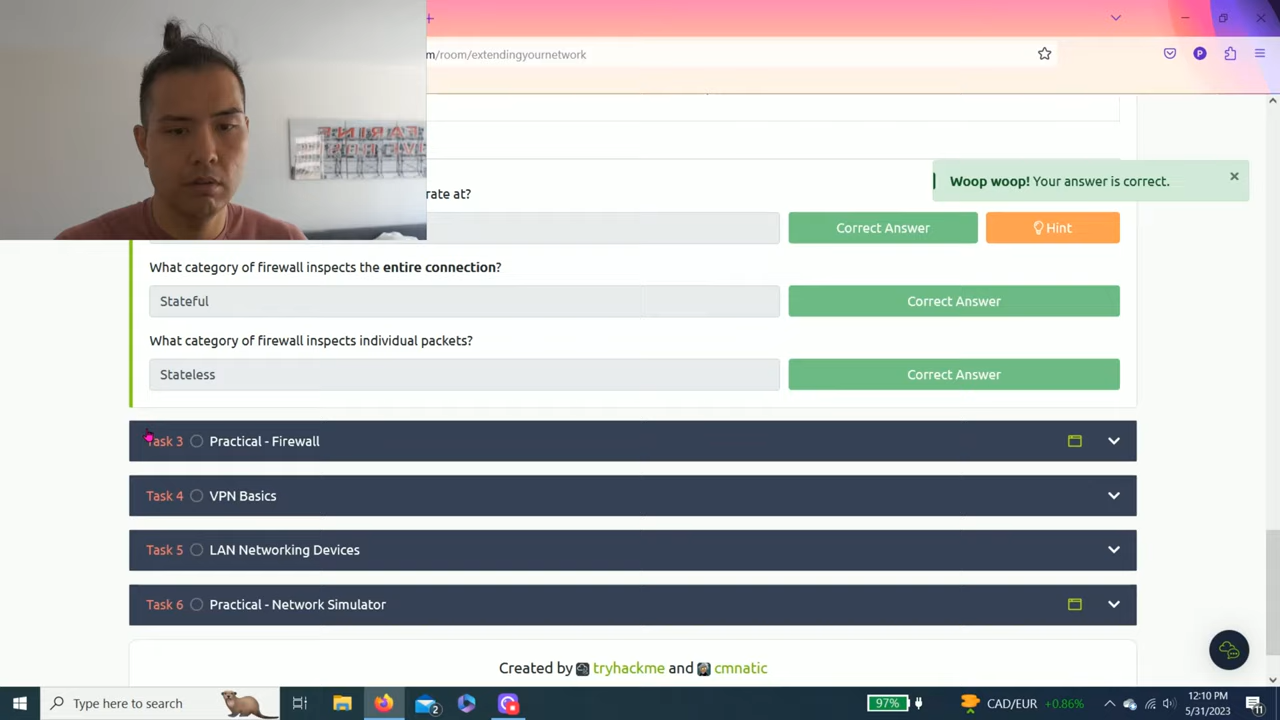 m/room/extendingyournetwork
Woop woop! Your answer is correct.
rate at?
Correct Answer
Hint
What category of firewall inspects the entire connection?
Stateful
Correct Answer
What category of firewall inspects individual packets?
Stateless
Correct Answer
Task 3 Practical - Firewall
Task 4 VPN Basics
Task 5 LAN Networking Devices
Task 6 Practical - Network Simulator
Created by tryhackme and cmnatic
Type here to search
2
97%
CAD/EUR +0.86%
12:10 PM
5/31/2023
11